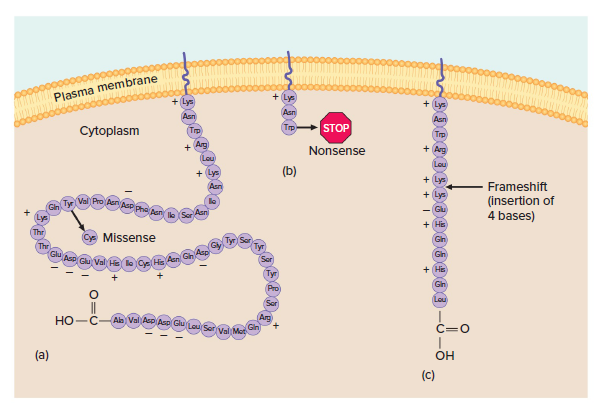 Plasma membrane
Cytoplasm
+ Lys
Asn
Trp
+ Arg
Leu
+ Lys
Asn
Ile
Asn
Ser
Ile
Asn
Phe
Asp −
Asn
Pro
Val
Tyr
Gln
+ Lys
Thr
Thr
Cys Missense
Glu Asp Glu Val His Ile Cys His Asn Gln Asp Gly Tyr Ser Tyr
− − − + + −
Ser
Tyr
Pro
Ser
Arg +
Gln
Met
Val
Ser
Leu
Glu
Asp
Asp
Val
Ala
− − −
O
HO C
(a)
+ Lys
Asn
Trp STOP
Nonsense
(b)
+ Lys
Asn
Trp
+ Arg
Leu
+ Lys
+ Lys
Frameshift
(insertion of
4 bases)
− Glu
+ His
Gln
Gln
+ His
Gln
Leu
C=O
OH
(c)